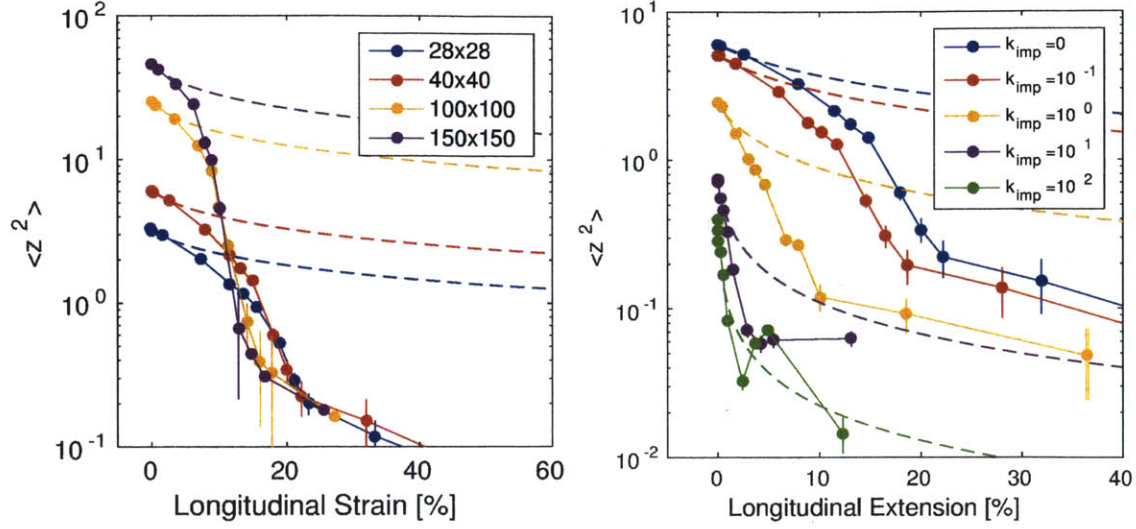 10^2
10^1
10^0
10^-1
<z^2>
0
20
40
60
Longitudinal Strain [%]
28x28
40x40
100x100
150x150
10^1
10^0
10^-1
10^-2
<z^2>
0
10
20
30
40
Longitudinal Extension [%]
k_imp=0
k_imp=10^-1
k_imp=10^0
k_imp=10^1
k_imp=10^2